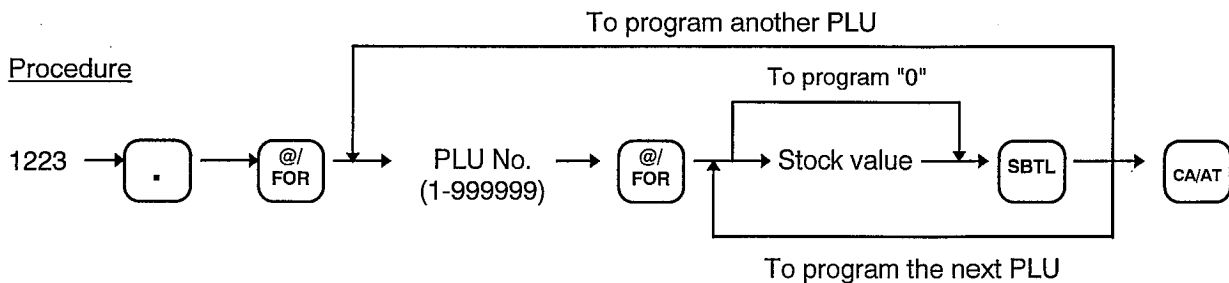 To program another PLU
Procedure
To program "0"
1223 . @/ FOR PLU No. @/ FOR Stock value SBTL CA/AT
(1-999999)
To program the next PLU